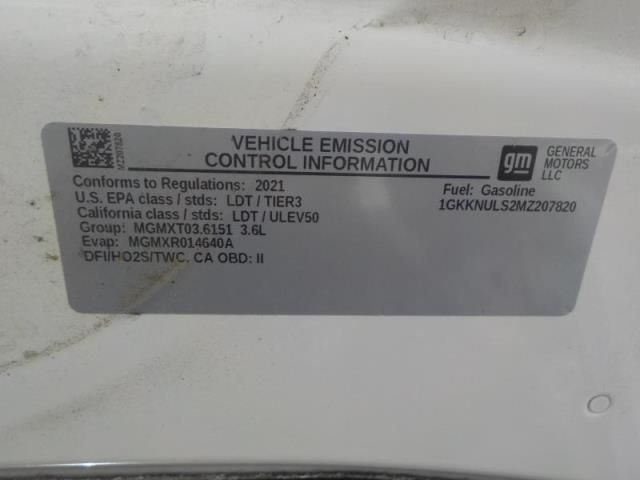 MZ207820
VEHICLE EMISSION
CONTROL INFORMATION
gm
GENERAL
MOTORS
LLC
Conforms to Regulations: 2021
U.S. EPA class / stds: LDT / TIER3
California class / stds: LDT / ULEV50
Group: MGMXT03.6151 3.6L
Evap: MGMXR014640A
DFI/HO2S/TWC. CA OBD: II
Fuel: Gasoline
1GKKNULS2MZ207820